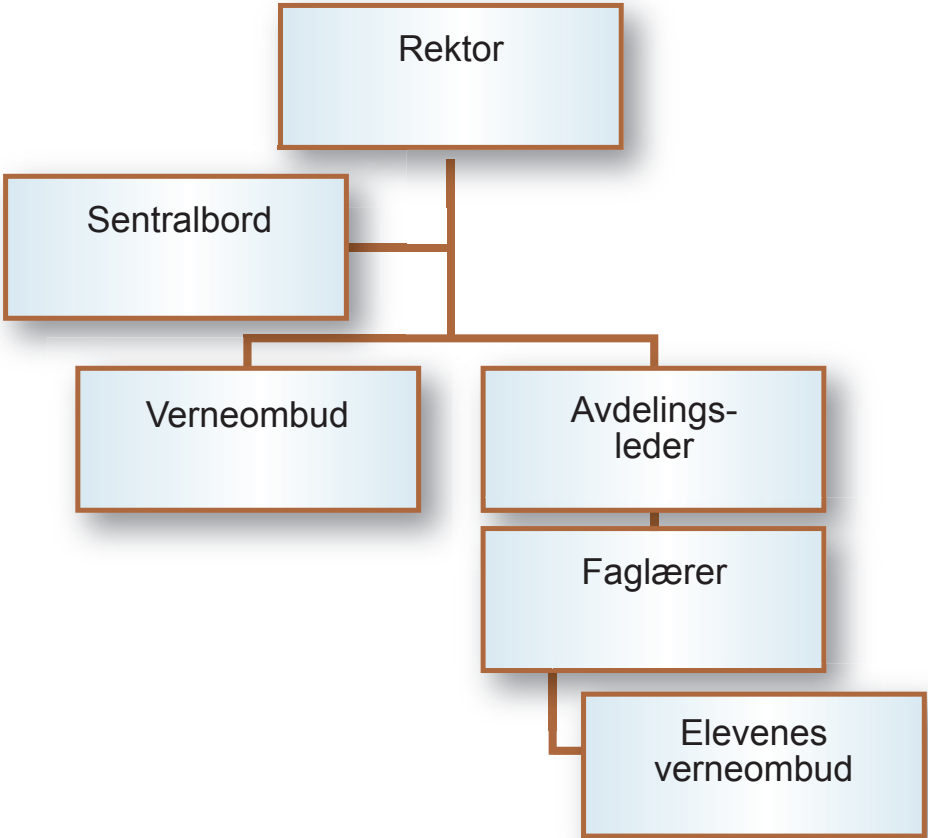 Rektor
Sentralbord
Verneombud
Avdelings-
leder
Faglærer
Elevenes
verneombud